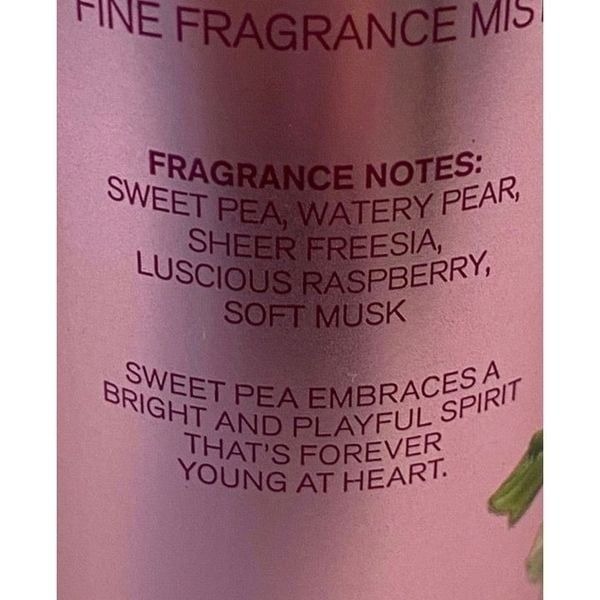 FINE FRAGRANCE MIST
FRAGRANCE NOTES:
SWEET PEA, WATERY PEAR,
SHEER FREESIA,
LUSCIOUS RASPBERRY,
SOFT MUSK
SWEET PEA EMBRACES A
BRIGHT AND PLAYFUL SPIRIT
THAT'S FOREVER
YOUNG AT HEART.